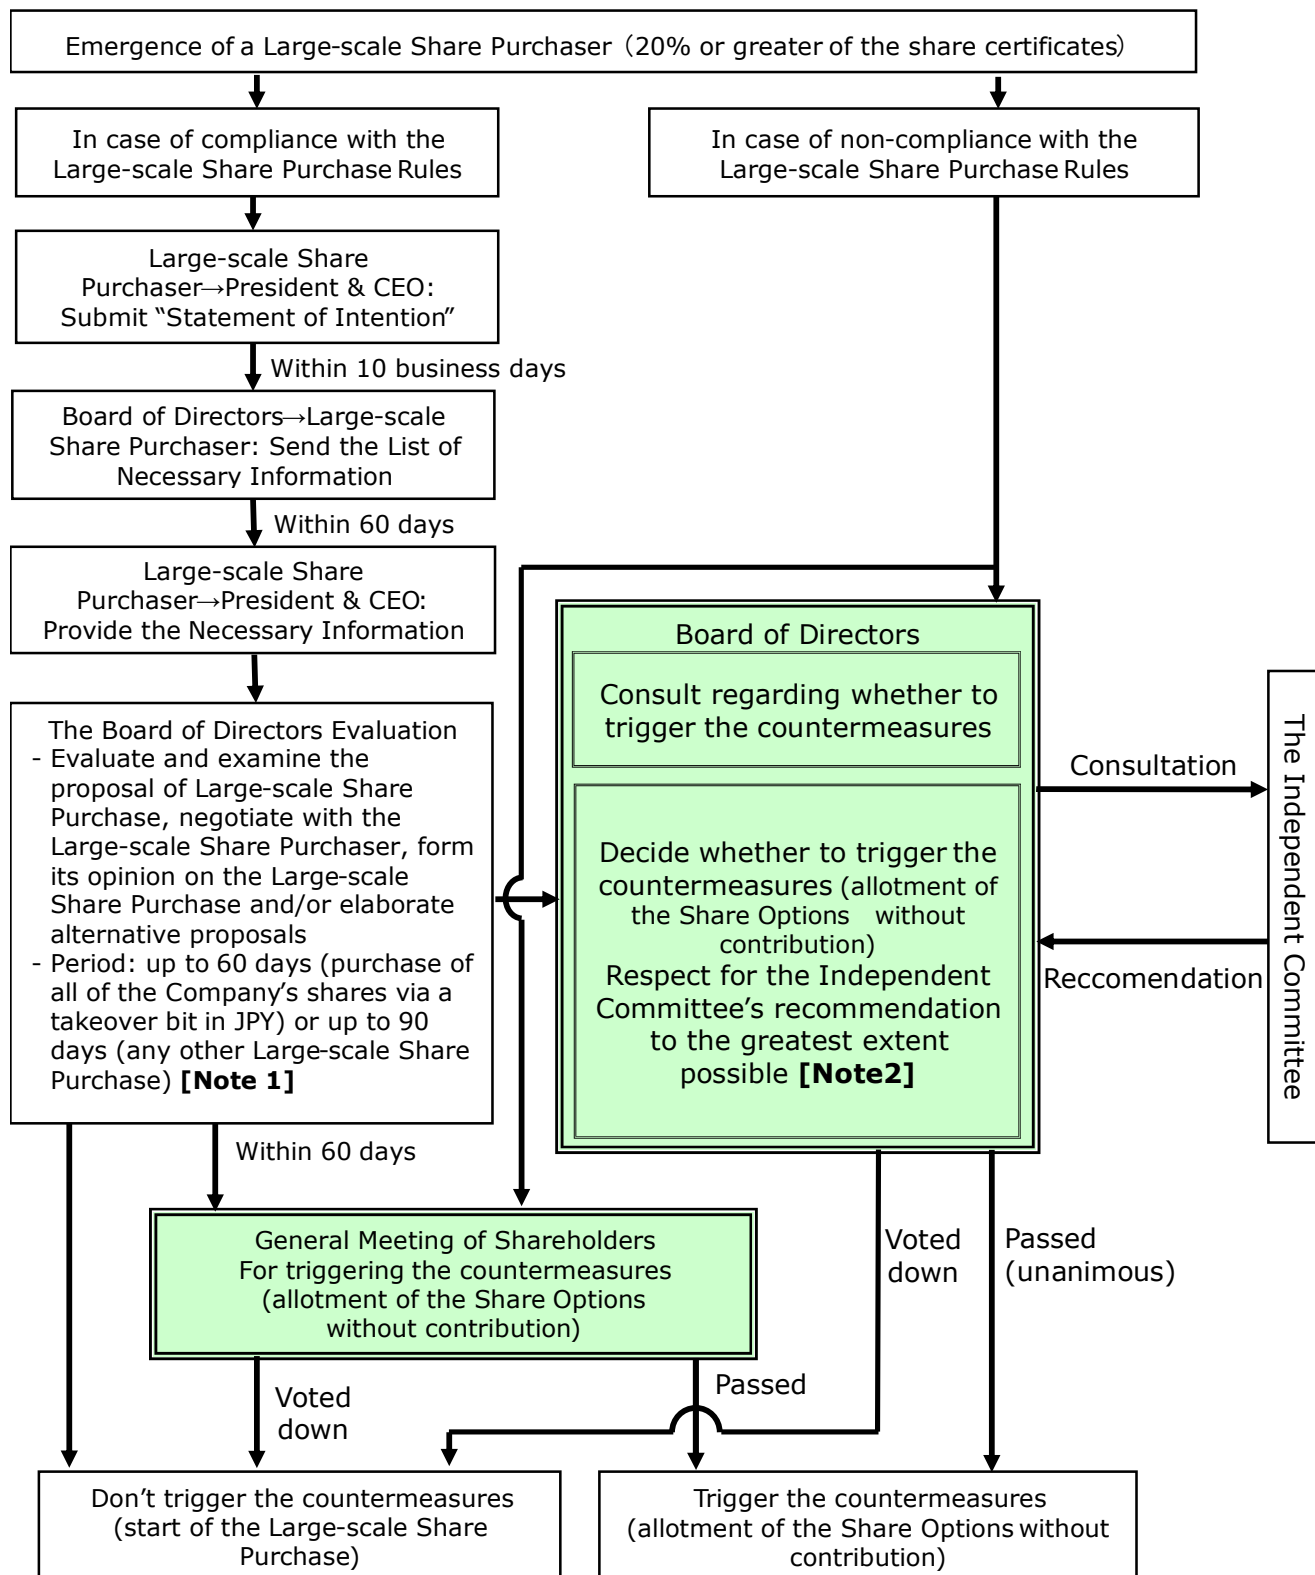 Emergence of a Large-scale Share Purchaser（20% or greater of the share certificates）
In case of compliance with the
Large-scale Share Purchase Rules
In case of non-compliance with the
Large-scale Share Purchase Rules
Large-scale Share
Purchaser→President & CEO:
Submit “Statement of Intention”
Within 10 business days
Board of Directors→Large-scale
Share Purchaser: Send the List of
Necessary Information
Within 60 days
Large-scale Share
Purchaser→President & CEO:
Provide the Necessary Information
The Board of Directors Evaluation
- Evaluate and examine the
proposal of Large-scale Share
Purchase, negotiate with the
Large-scale Share Purchaser, form
its opinion on the Large-scale
Share Purchase and/or elaborate
alternative proposals
- Period: up to 60 days (purchase of
all of the Company’s shares via a
takeover bit in JPY) or up to 90
days (any other Large-scale Share
Purchase) [Note 1]
Board of Directors
Consult regarding whether to
trigger the countermeasures
Decide whether to trigger the
countermeasures (allotment of
the Share Options without
contribution)
Respect for the Independent
Committee’s recommendation
to the greatest extent
possible [Note2]
Consultation
Reccomendation
The Independent Committee
Within 60 days
General Meeting of Shareholders
For triggering the countermeasures
(allotment of the Share Options
without contribution)
Voted
down
Passed
(unanimous)
Voted
down
Passed
Don’t trigger the countermeasures
(start of the Large-scale Share
Purchase)
Trigger the countermeasures
(allotment of the Share Options without
contribution)